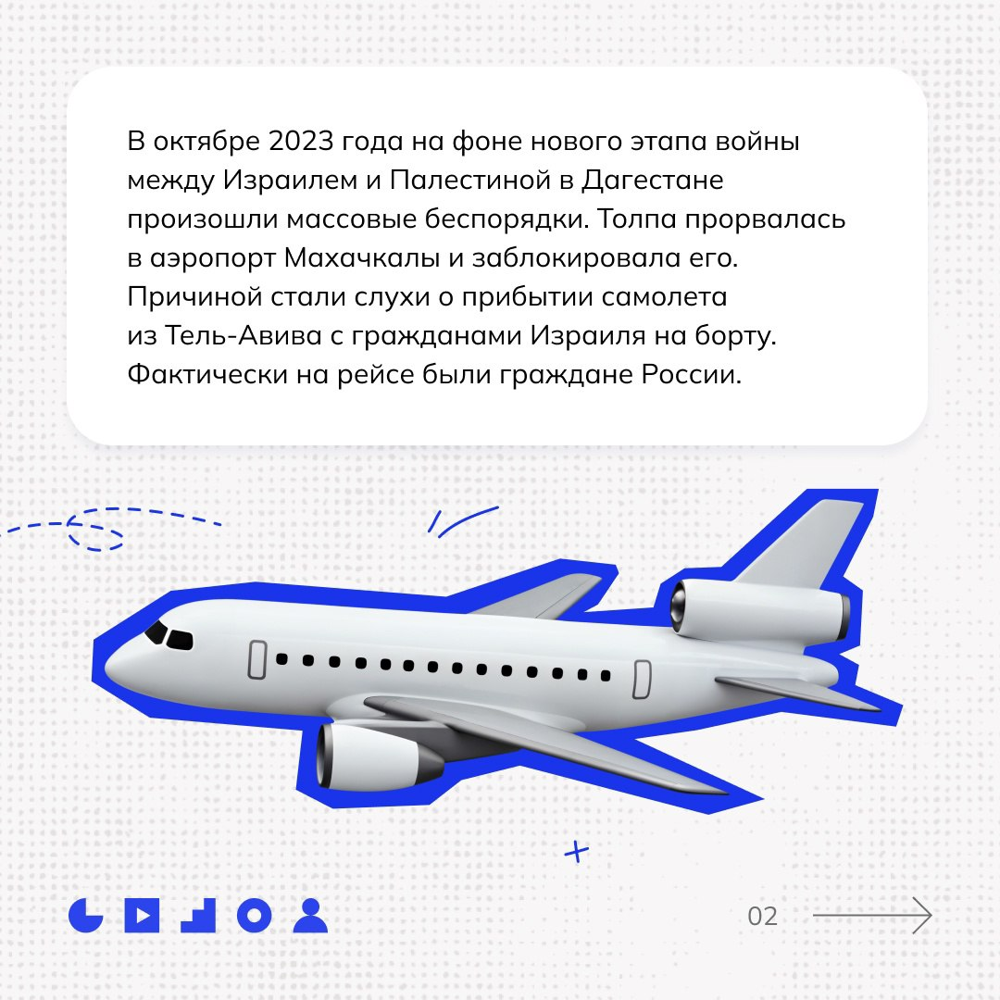 В октябре 2023 года на фоне нового этапа войны
между Израилем и Палестиной в Дагестане
произошли массовые беспорядки. Толпа прорвалась
в аэропорт Махачкалы и заблокировала его.
Причиной стали слухи о прибытии самолета
из Тель-Авива с гражданами Израиля на борту.
Фактически на рейсе были граждане России.
02